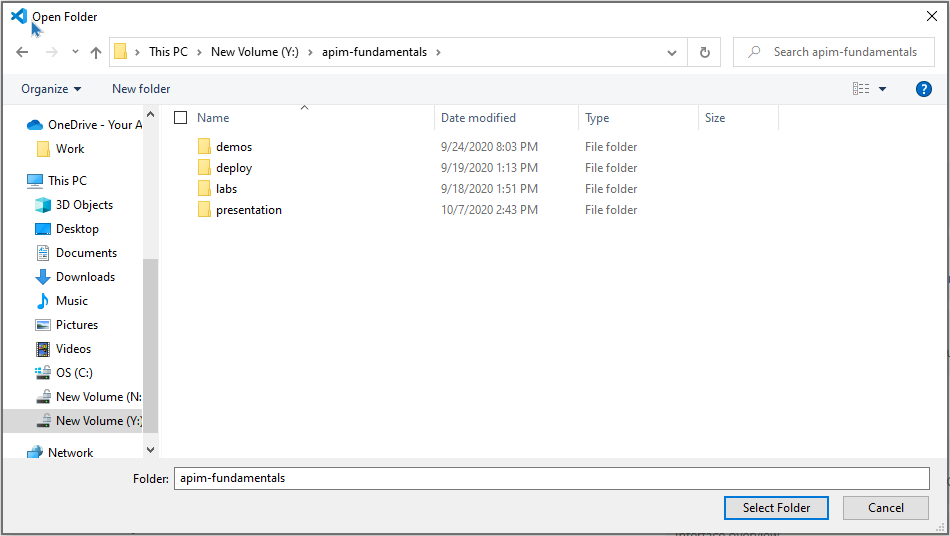 Open Folder
This PC > New Volume (Y:) > apim-fundamentals >
Search apim-fundamentals
Organize
New folder
?
OneDrive - Your A
Work
This PC
3D Objects
Desktop
Documents
Downloads
Music
Pictures
Videos
OS (C:)
New Volume (N:
New Volume (Y:)
Network
Name Date modified Type Size
demos 9/24/2020 8:03 PM File folder
deploy 9/19/2020 1:13 PM File folder
labs 9/18/2020 1:51 PM File folder
presentation 10/7/2020 2:43 PM File folder
Folder: apim-fundamentals
Select Folder Cancel